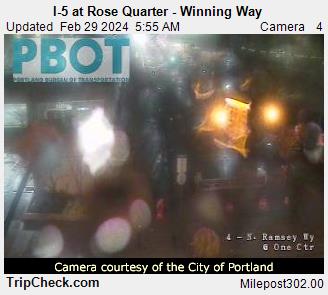 I-5 at Rose Quarter - Winning Way
Updated Feb 29 2024 5:55 AM Camera 4
PBOT
PORTLAND BUREAU OF TRANSPORTATION
4 - N. Ramsey Wy
@ One Ctr
Camera courtesy of the City of Portland
TripCheck.com Milepost302.00